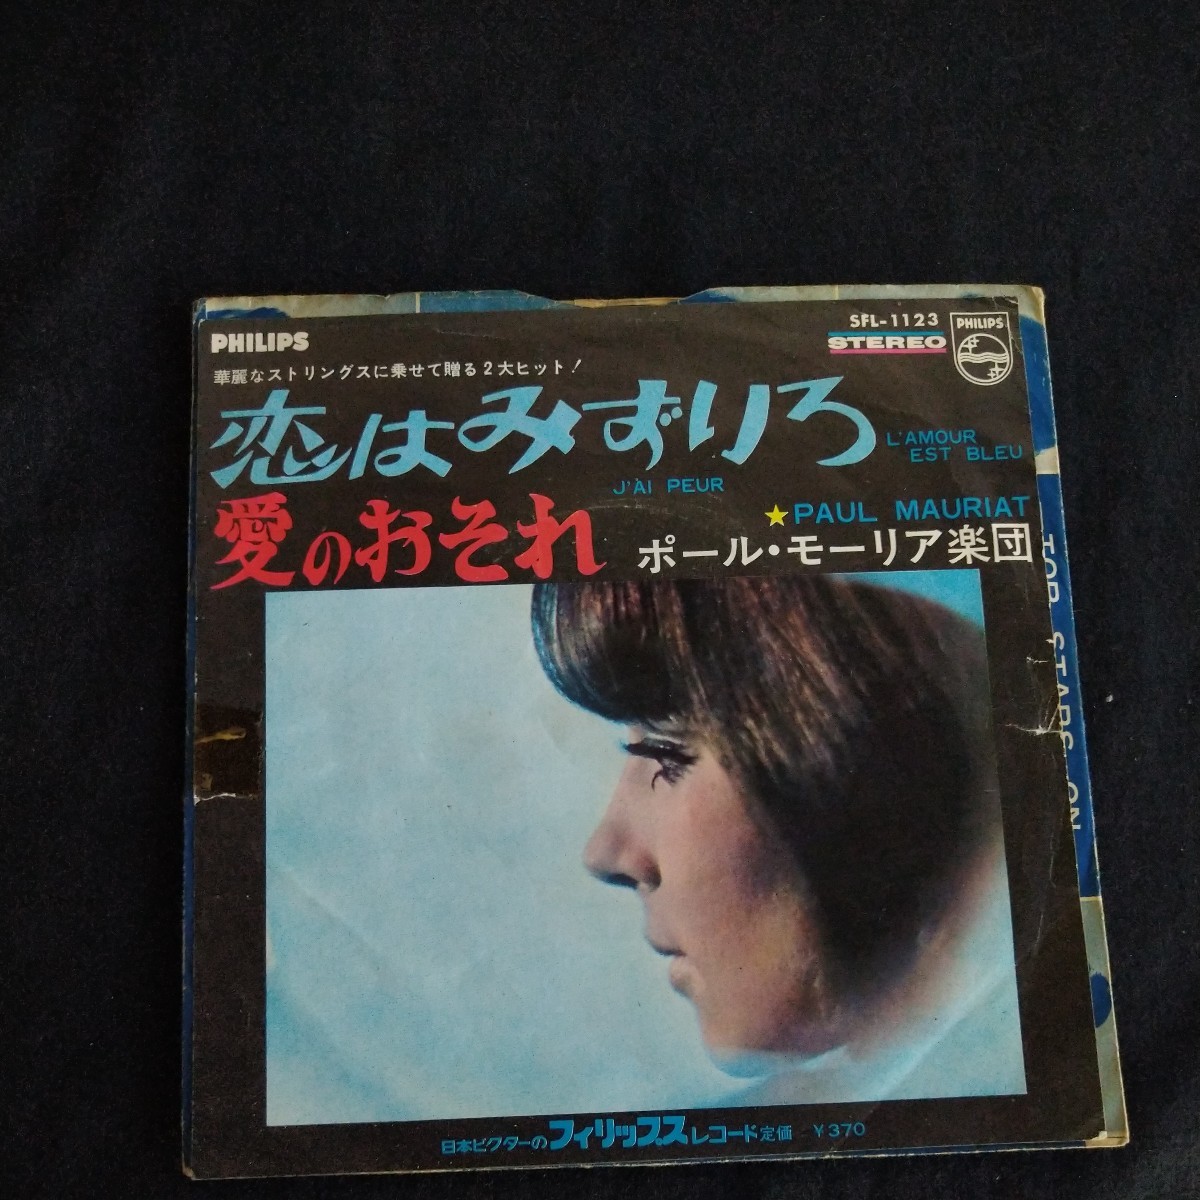 PHILIPS
SFL-1123
STEREO
PHILIPS
華麗なストリングスに乗せて贈る2大ヒット!
恋はみずいろ
L'AMOUR
EST BLEU
J'AI PEUR
愛のおそれ
★PAUL MAURIAT
ポール・モーリア楽団
TOP STARS ON
日本ビクターのフィリップスレコード定価 ¥370